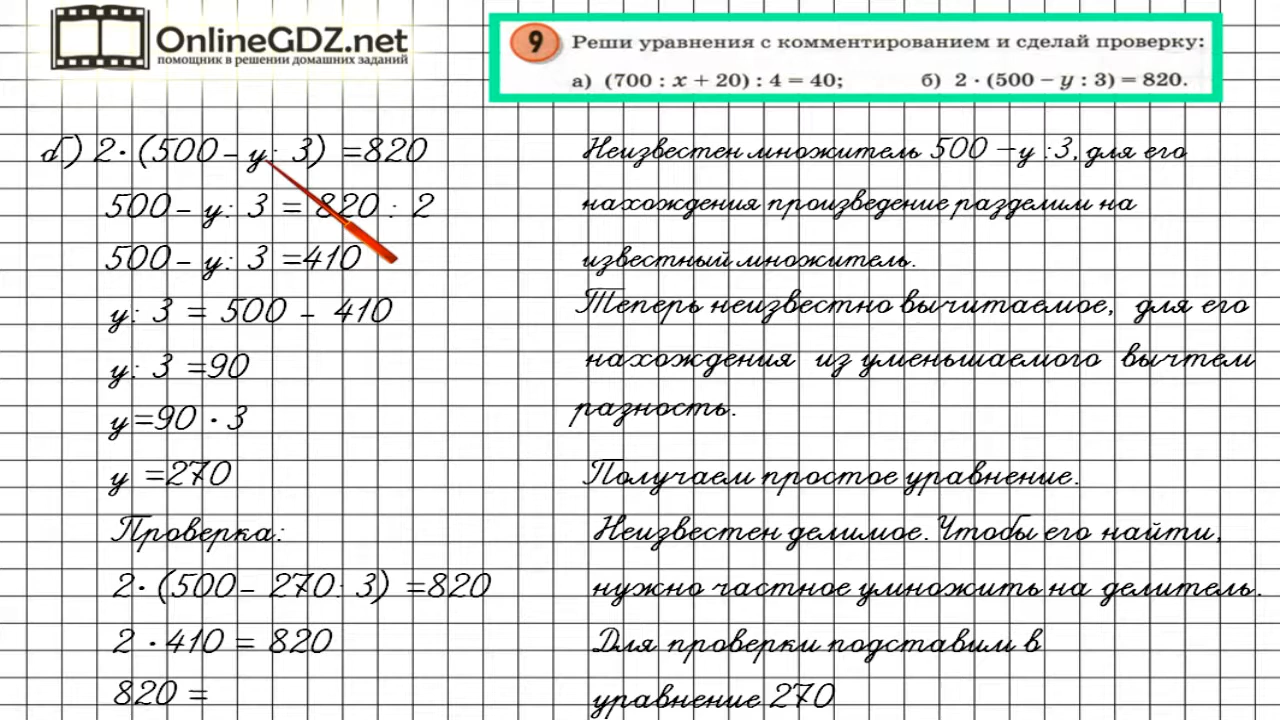 OnlineGDZ.net
помощник в решении домашних заданий
9 Реши уравнения с комментированием и сделай проверку:
а) (700 : x + 20) : 4 = 40; б) 2 · (500 – y : 3) = 820.
б) 2· (500 – y: 3) =820
500 – y: 3 = 820 : 2
500 – y: 3 =410
y: 3 = 500 – 410
y: 3 =90
y=90 · 3
y =270
Проверка:
2· (500– 270: 3) =820
2 · 410 = 820
820 =
Неизвестен множитель 500 –y :3, для его
нахождения произведение разделим на
известный множитель.
Теперь неизвестно вычитаемое, для его
нахождения из уменьшаемого вычтем
разность.
Получаем простое уравнение.
Неизвестен делимое. Чтобы его найти,
нужно частное умножить на делитель.
Для проверки подставим в
уравнение 270